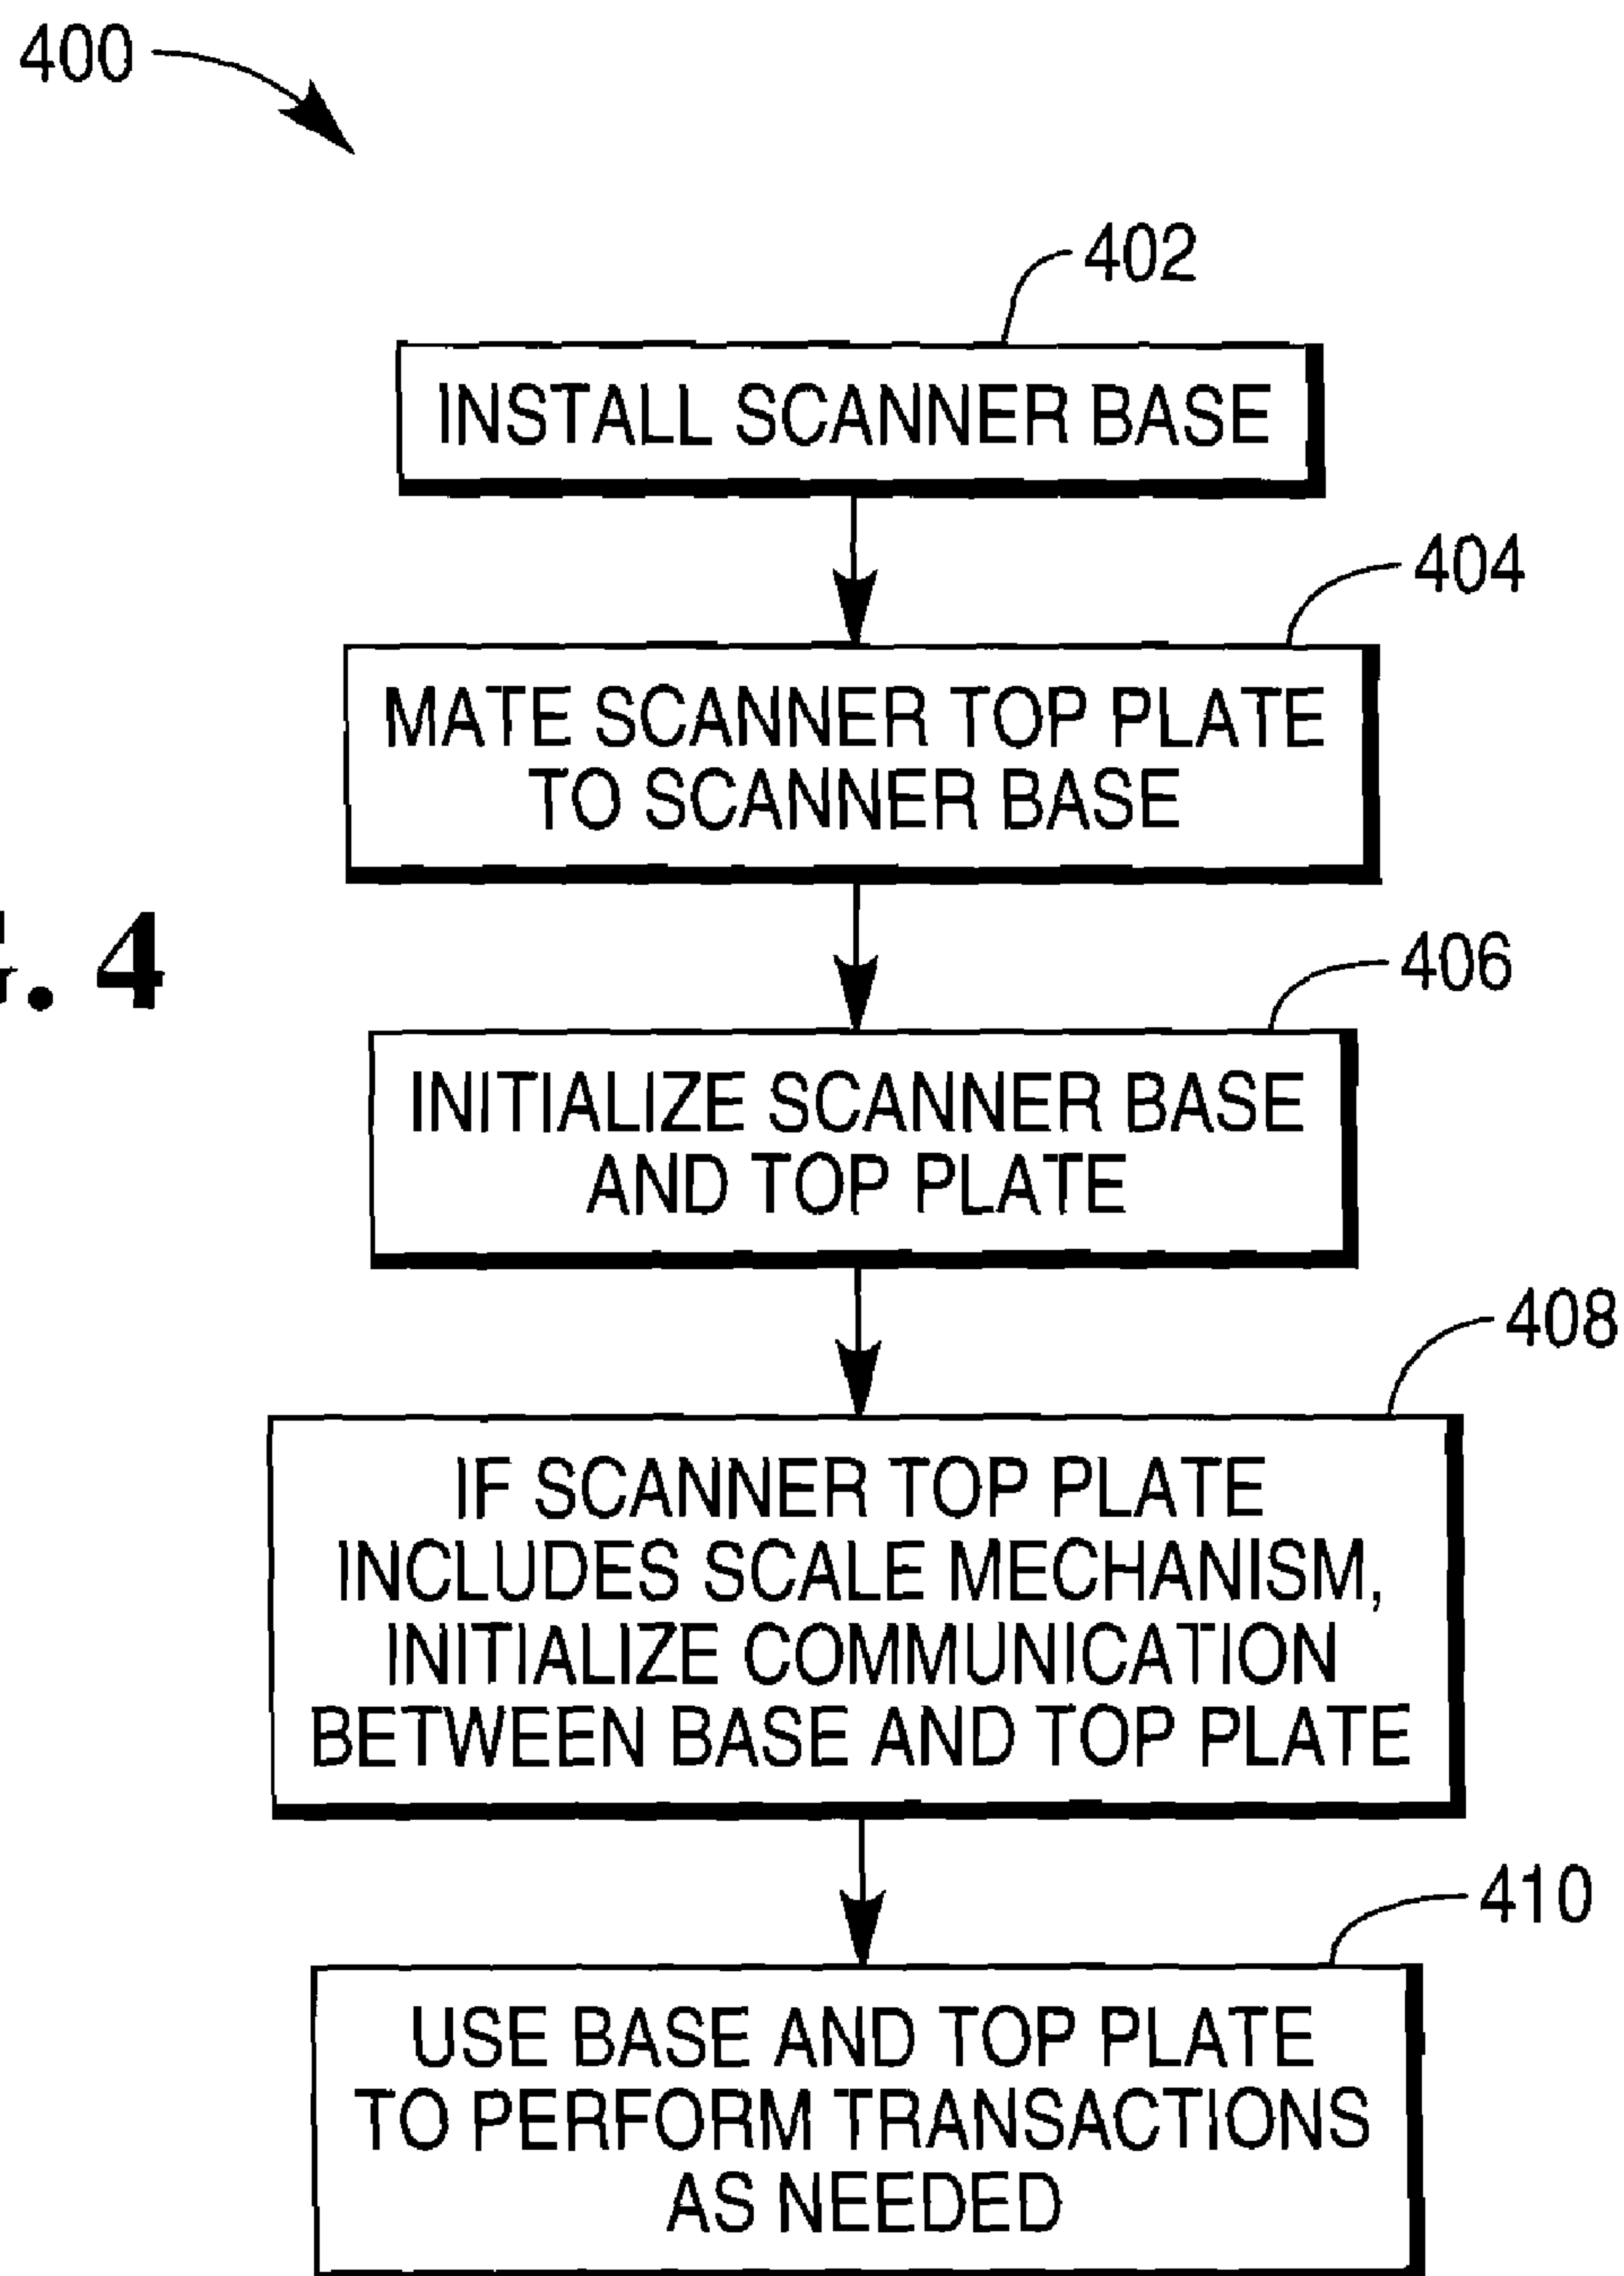 400
402
INSTALL SCANNER BASE
404
MATE SCANNER TOP PLATE
TO SCANNER BASE
. 4
406
INITIALIZE SCANNER BASE
AND TOP PLATE
408
IF SCANNER TOP PLATE
INCLUDES SCALE MECHANISM,
INITIALIZE COMMUNICATION
BETWEEN BASE AND TOP PLATE
410
USE BASE AND TOP PLATE
TO PERFORM TRANSACTIONS
AS NEEDED